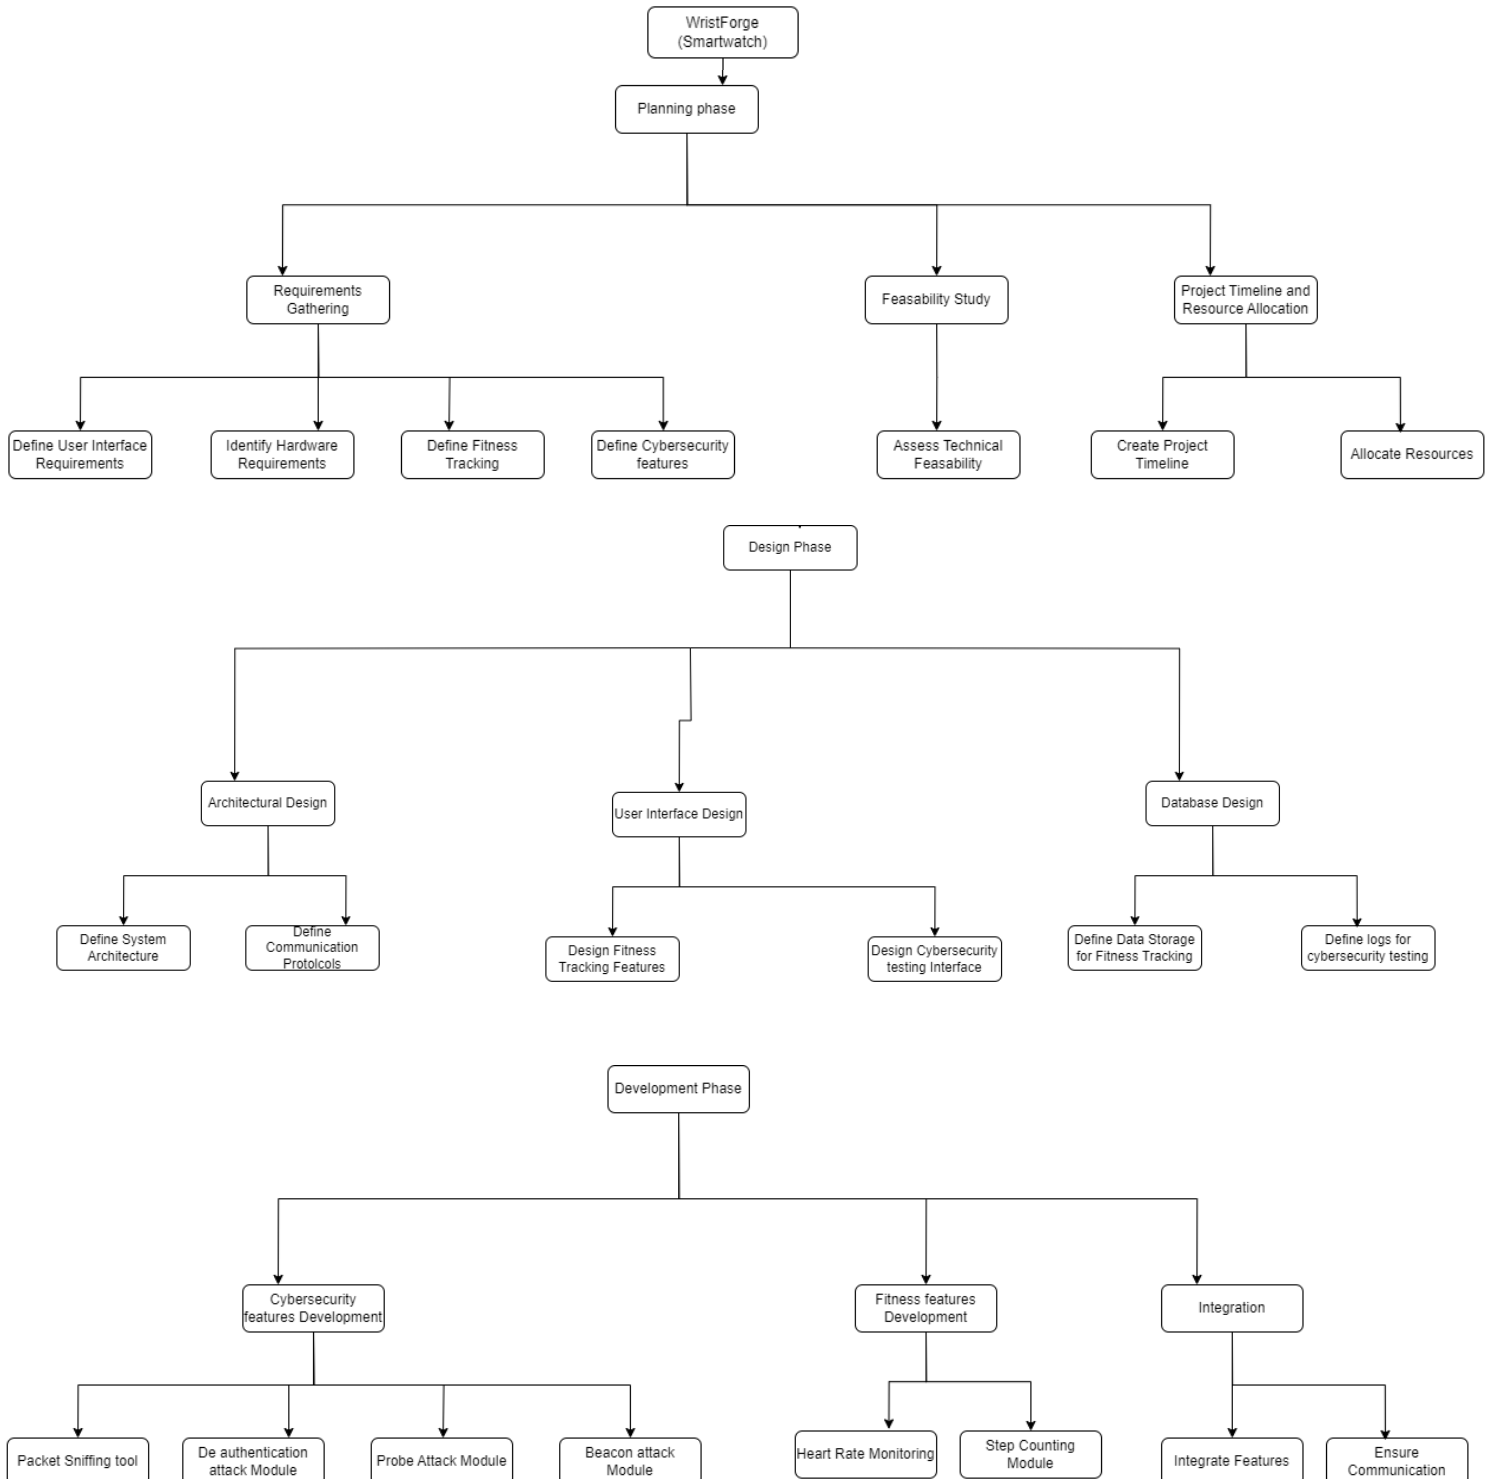 WristForge
(Smartwatch)
Planning phase
Requirements
Gathering
Feasability Study
Project Timeline and
Resource Allocation
Define User Interface
Requirements
Identify Hardware
Requirements
Define Fitness
Tracking
Define Cybersecurity
features
Assess Technical
Feasability
Create Project
Timeline
Allocate Resources
Design Phase
Architectural Design
User Interface Design
Database Design
Define System
Architecture
Define
Communication
Protolcols
Design Fitness
Tracking Features
Design Cybersecurity
testing Interface
Define Data Storage
for Fitness Tracking
Define logs for
cybersecurity testing
Development Phase
Cybersecurity
features Development
Fitness features
Development
Integration
Packet Sniffing tool
De authentication
attack Module
Probe Attack Module
Beacon attack
Module
Heart Rate Monitoring
Step Counting
Module
Integrate Features
Ensure
Communication